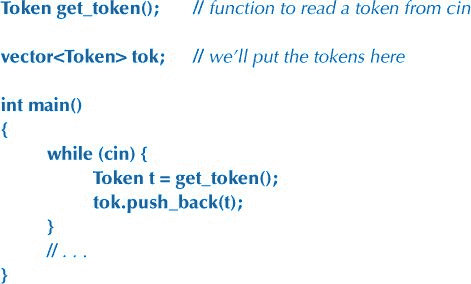 Token get_token();     // function to read a token from cin
vector<Token> tok;     // we’ll put the tokens here
int main()
{
while (cin) {
Token t = get_token();
tok.push_back(t);
}
// . . .
}